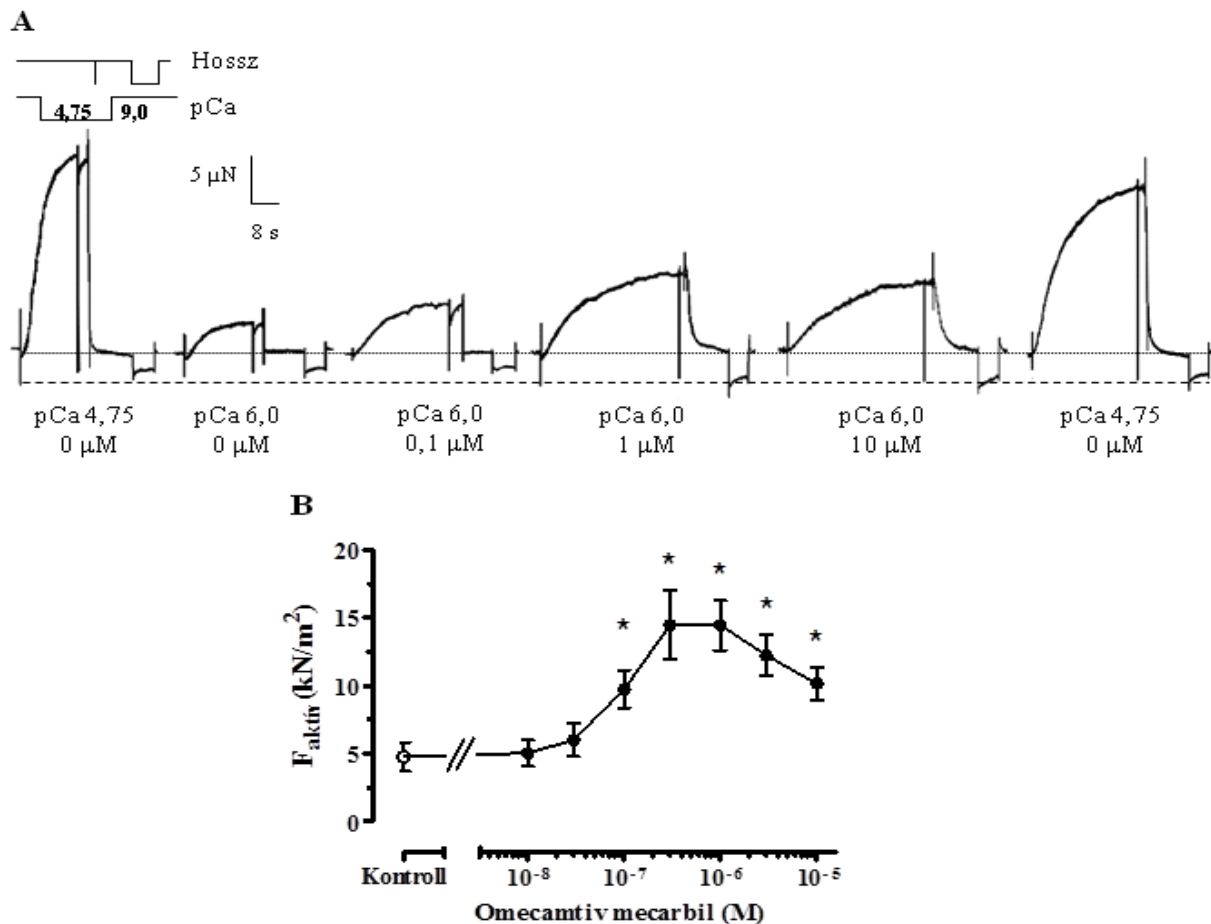 A
Hossz
4,75 9,0 pCa
5 µN
8 s
pCa 4,75
0 µM
pCa 6,0
0 µM
pCa 6,0
0,1 µM
pCa 6,0
1 µM
pCa 6,0
10 µM
pCa 4,75
0 µM
B
F aktív (kN/m²)
20
15
10
5
0
* * * * *
Kontroll 10⁻⁸ 10⁻⁷ 10⁻⁶ 10⁻⁵
Omecamtiv mecarbil (M)